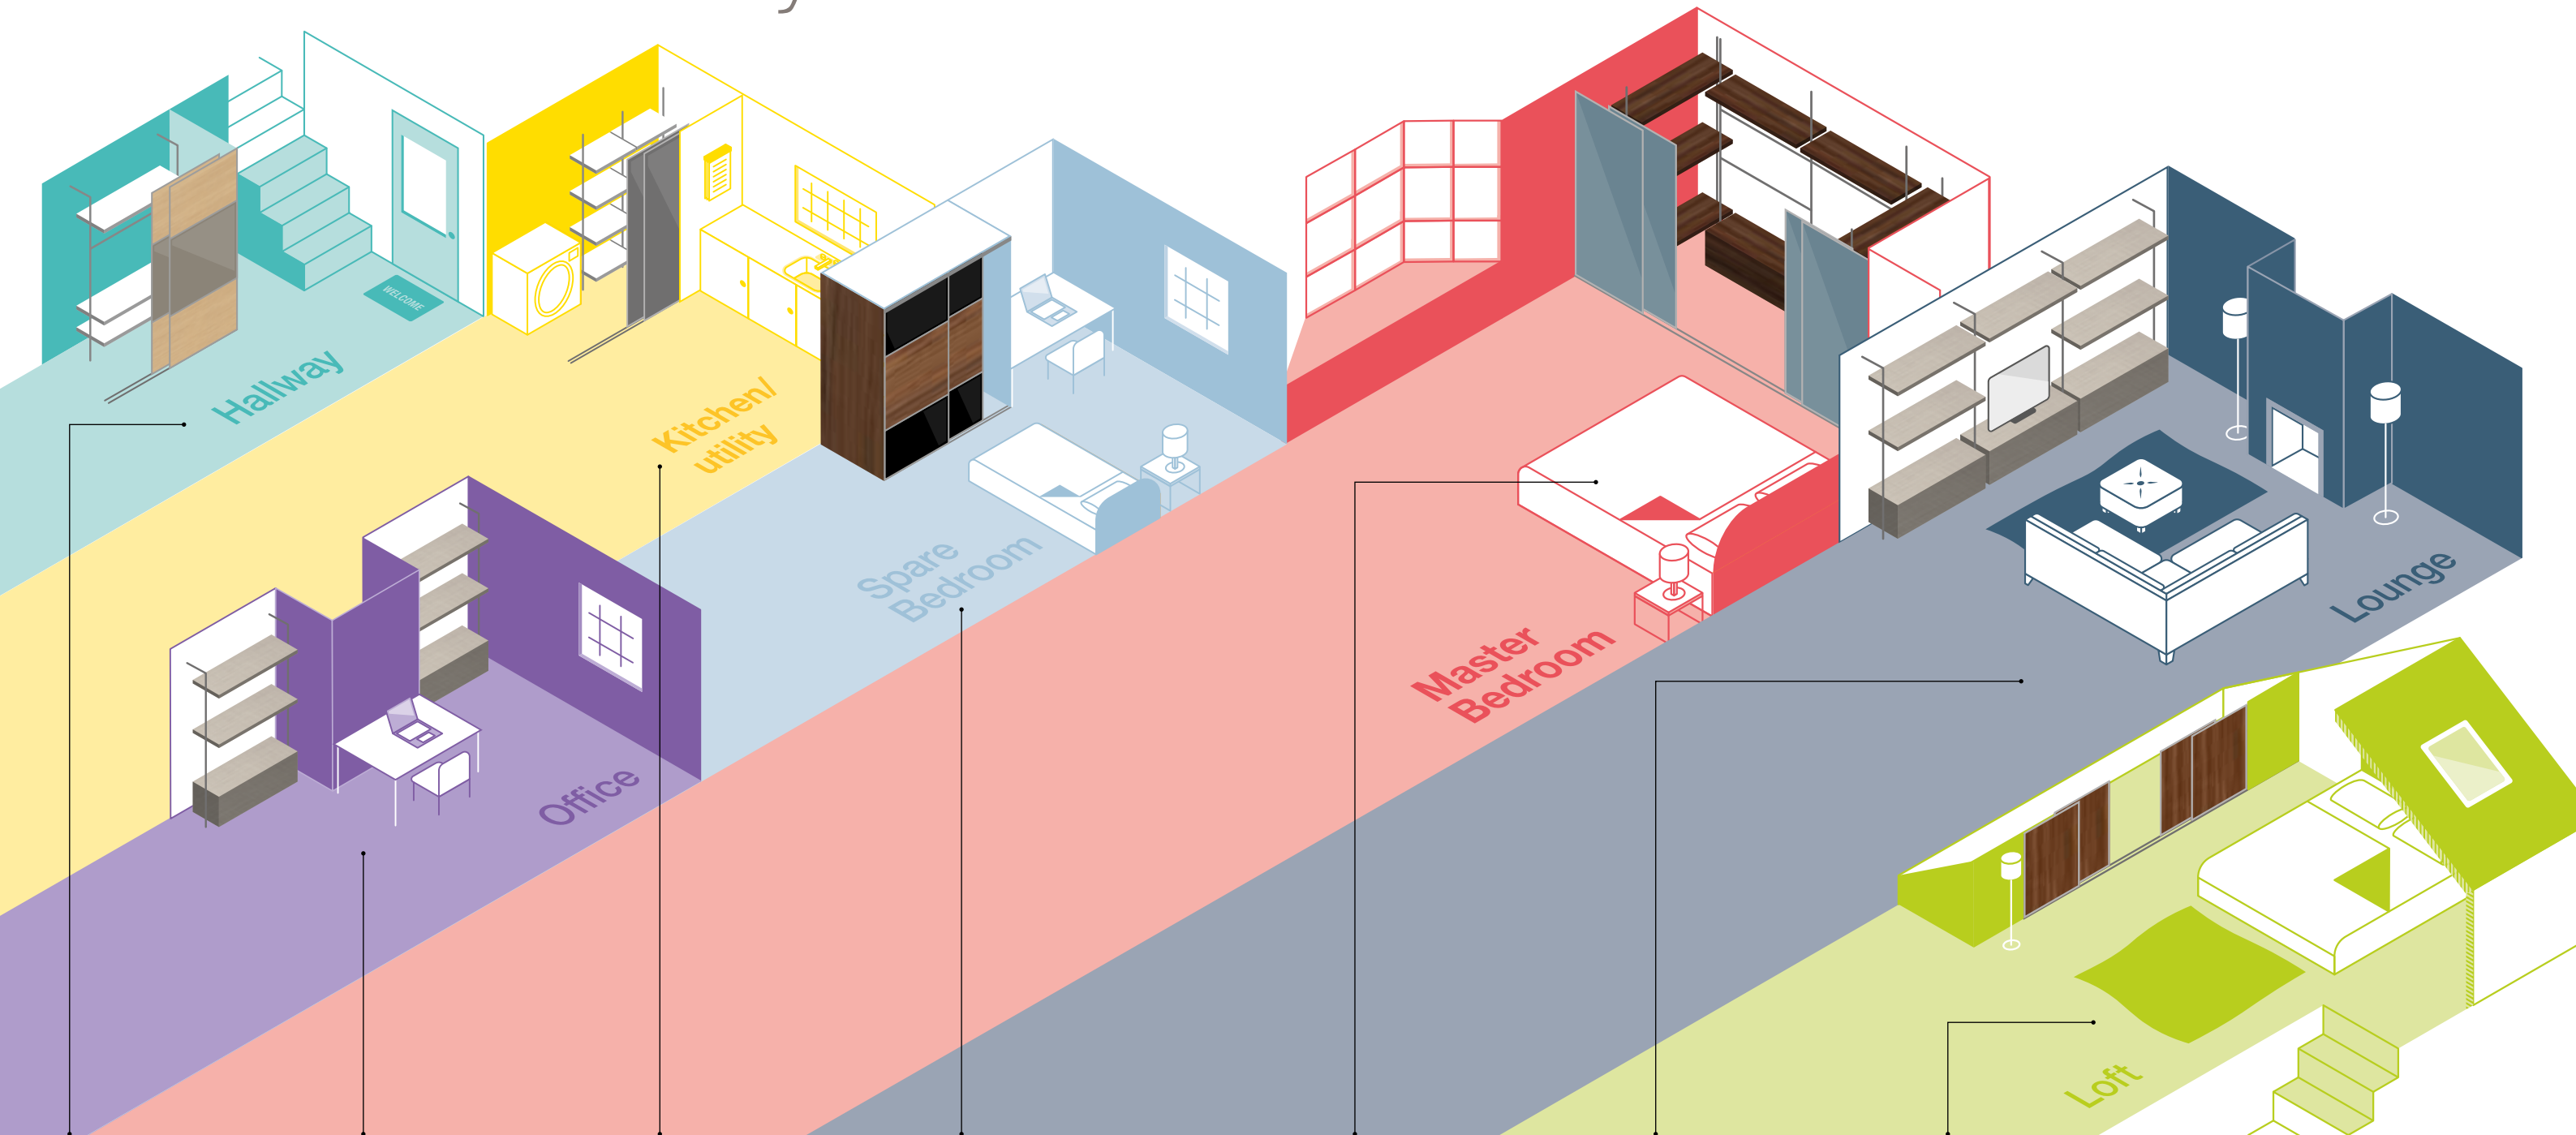 WELCOME
Hallway
Kitchen/
utility
Spare
Bedroom
Office
Master
Bedroom
Lounge
Loft